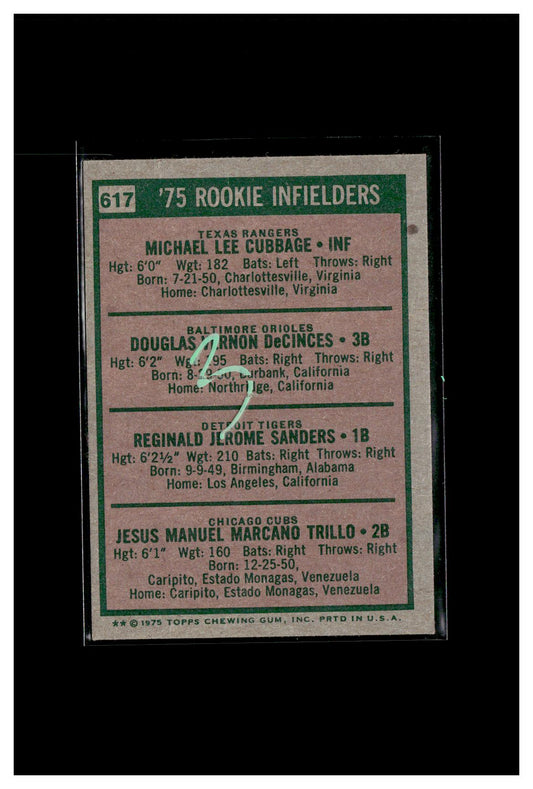 617 '75 ROOKIE INFIELDERS
TEXAS RANGERS
MICHAEL LEE CUBBAGE • INF
Hgt: 6'0" Wgt: 182 Bats: Left Throws: Right
Born: 7-21-50, Charlottesville, Virginia
Home: Charlottesville, Virginia
BALTIMORE ORIOLES
DOUGLAS VERNON DeCINCES • 3B
Hgt: 6'2" Wgt: 195 Bats: Right Throws: Right
Born: Burbank, California
Home: Northridge, California
DETROIT TIGERS
REGINALD JEROME SANDERS • 1B
Hgt: 6'2½" Wgt: 210 Bats: Right Throws: Right
Born: 9-9-49, Birmingham, Alabama
Home: Los Angeles, California
CHICAGO CUBS
JESUS MANUEL MARCANO TRILLO • 2B
Hgt: 6'1" Wgt: 160 Bats: Right Throws: Right
Born: 12-25-50,
Caripito, Estado Monagas, Venezuela
Home: Caripito, Estado Monagas, Venezuela
** © 1975 TOPPS CHEWING GUM, INC. PRTD IN U.S.A.